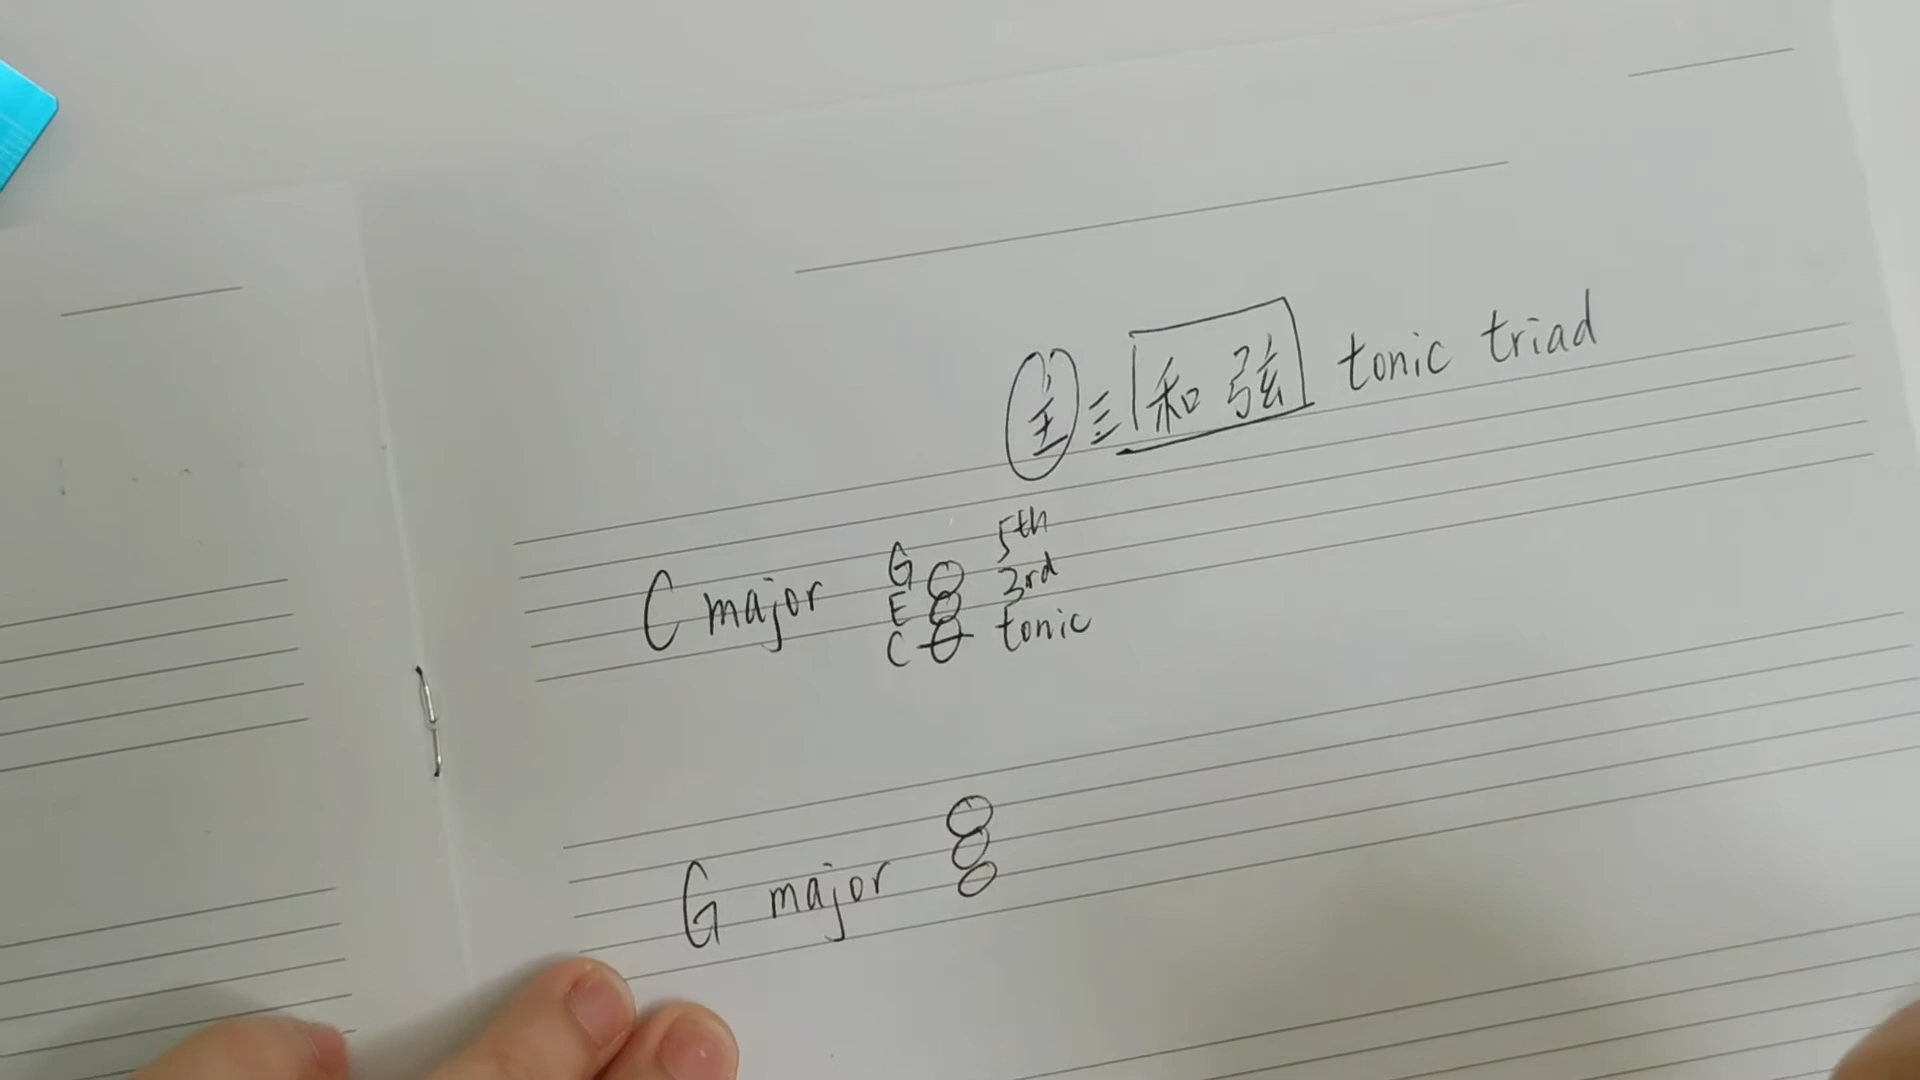 主三和弦 tonic triad
C major G 5th
E 3rd
C tonic
G major